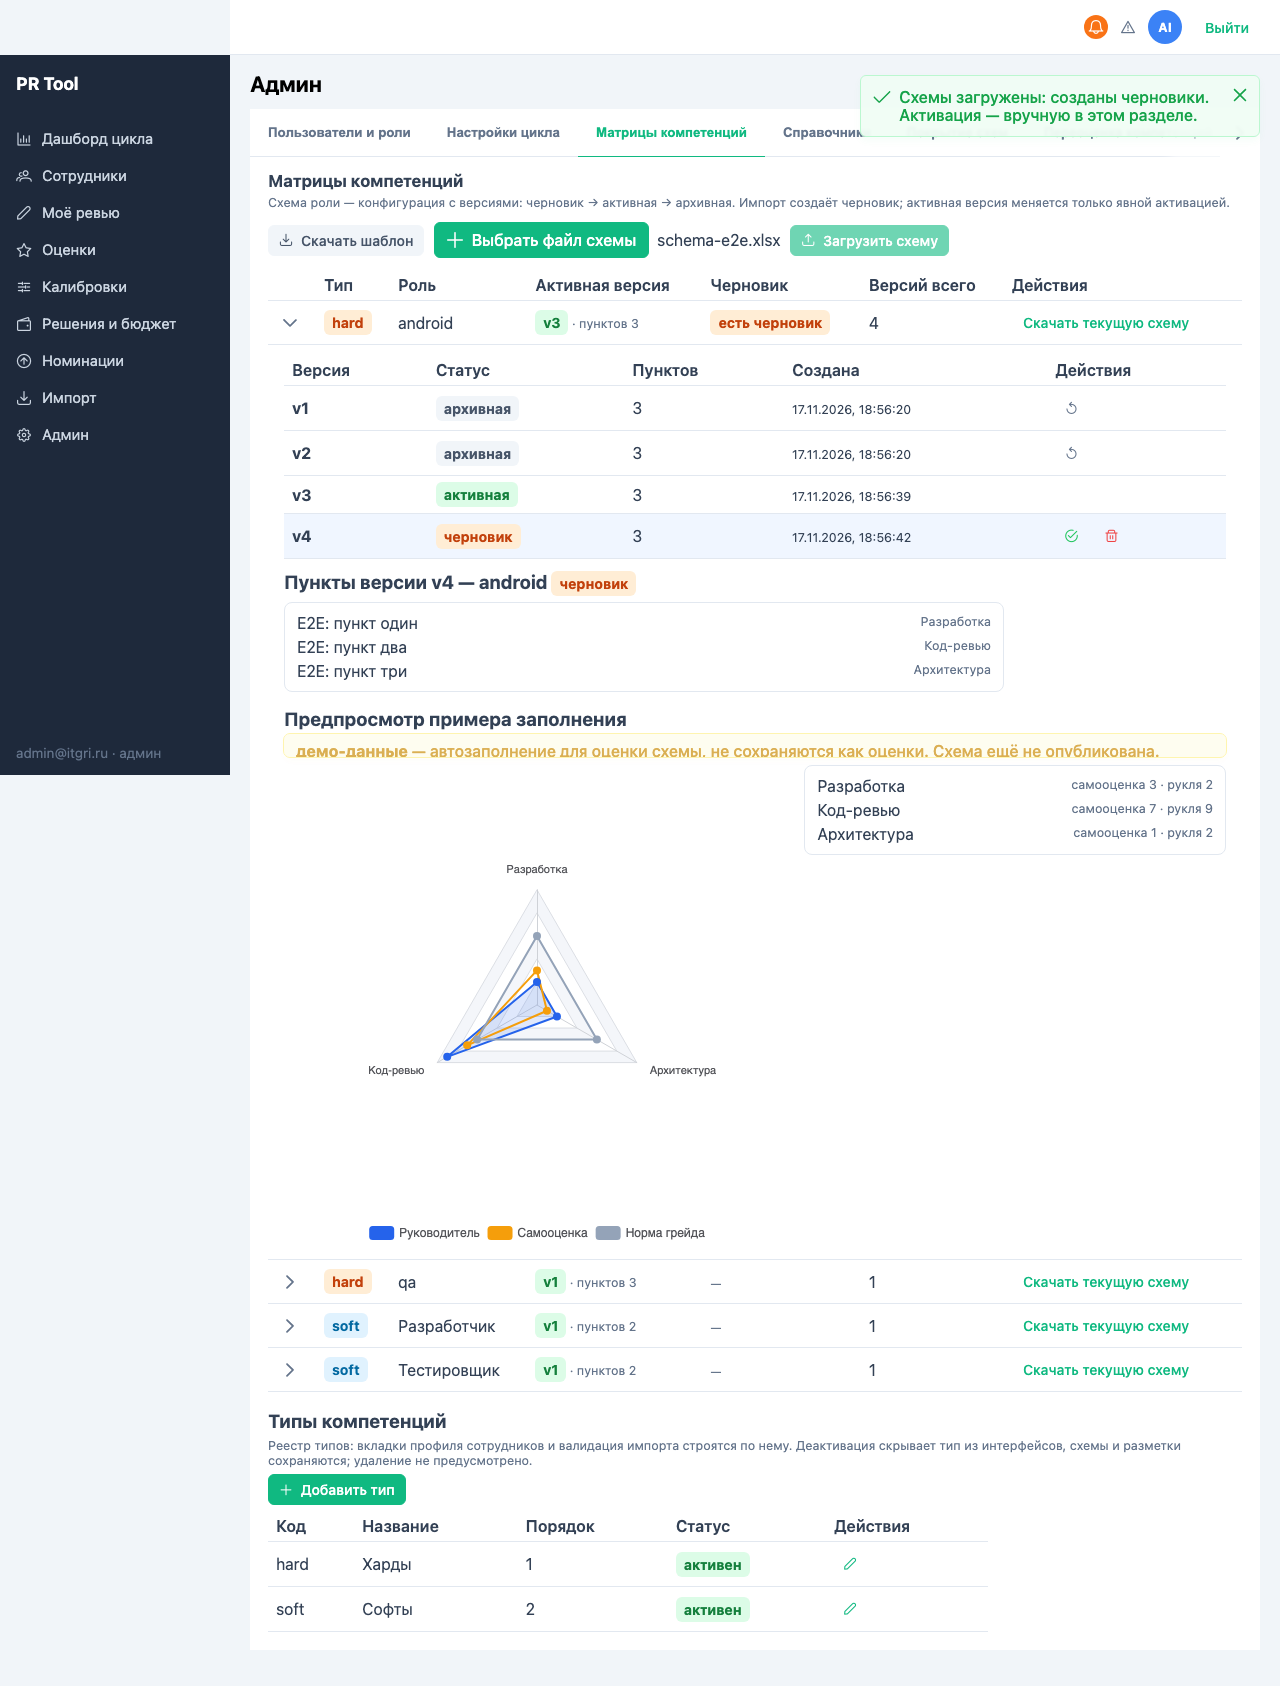 AI
Выйти
PR Tool
Дашборд цикла
Сотрудники
Моё ревью
Оценки
Калибровки
Решения и бюджет
Номинации
Импорт
Админ
admin@itgri.ru · админ
Админ
Схемы загружены: созданы черновики.
Активация — вручную в этом разделе.
Пользователи и роли
Настройки цикла
Матрицы компетенций
Матрицы компетенций
Схема роли — конфигурация с версиями: черновик → активная → архивная. Импорт создаёт черновик; активная версия меняется только явной активацией.
Скачать шаблон
Выбрать файл схемы
schema-e2e.xlsx
Загрузить схему
Тип Роль Активная версия Черновик Версий всего Действия
hard android v3 · пунктов 3 есть черновик 4 Скачать текущую схему
Версия Статус Пунктов Создана Действия
v1 архивная 3 17.11.2026, 18:56:20
v2 архивная 3 17.11.2026, 18:56:20
v3 активная 3 17.11.2026, 18:56:39
v4 черновик 3 17.11.2026, 18:56:42
Пункты версии v4 — android черновик
E2E: пункт один Разработка
E2E: пункт два Код-ревью
E2E: пункт три Архитектура
Предпросмотр примера заполнения
демо-данные — автозаполнение для оценки схемы, не сохраняются как оценки. Схема ещё не опубликована.
Разработка самооценка 3 · рукля 2
Код-ревью самооценка 7 · рукля 9
Архитектура самооценка 1 · рукля 2
Разработка
Код-ревью
Архитектура
Руководитель Самооценка Норма грейда
hard qa v1 · пунктов 3 — 1 Скачать текущую схему
soft Разработчик v1 · пунктов 2 — 1 Скачать текущую схему
soft Тестировщик v1 · пунктов 2 — 1 Скачать текущую схему
Типы компетенций
Реестр типов: вкладки профиля сотрудников и валидация импорта строятся по нему. Деактивация скрывает тип из интерфейсов, схемы и разметки
сохраняются; удаление не предусмотрено.
Добавить тип
Код Название Порядок Статус Действия
hard Харды 1 активен
soft Софты 2 активен